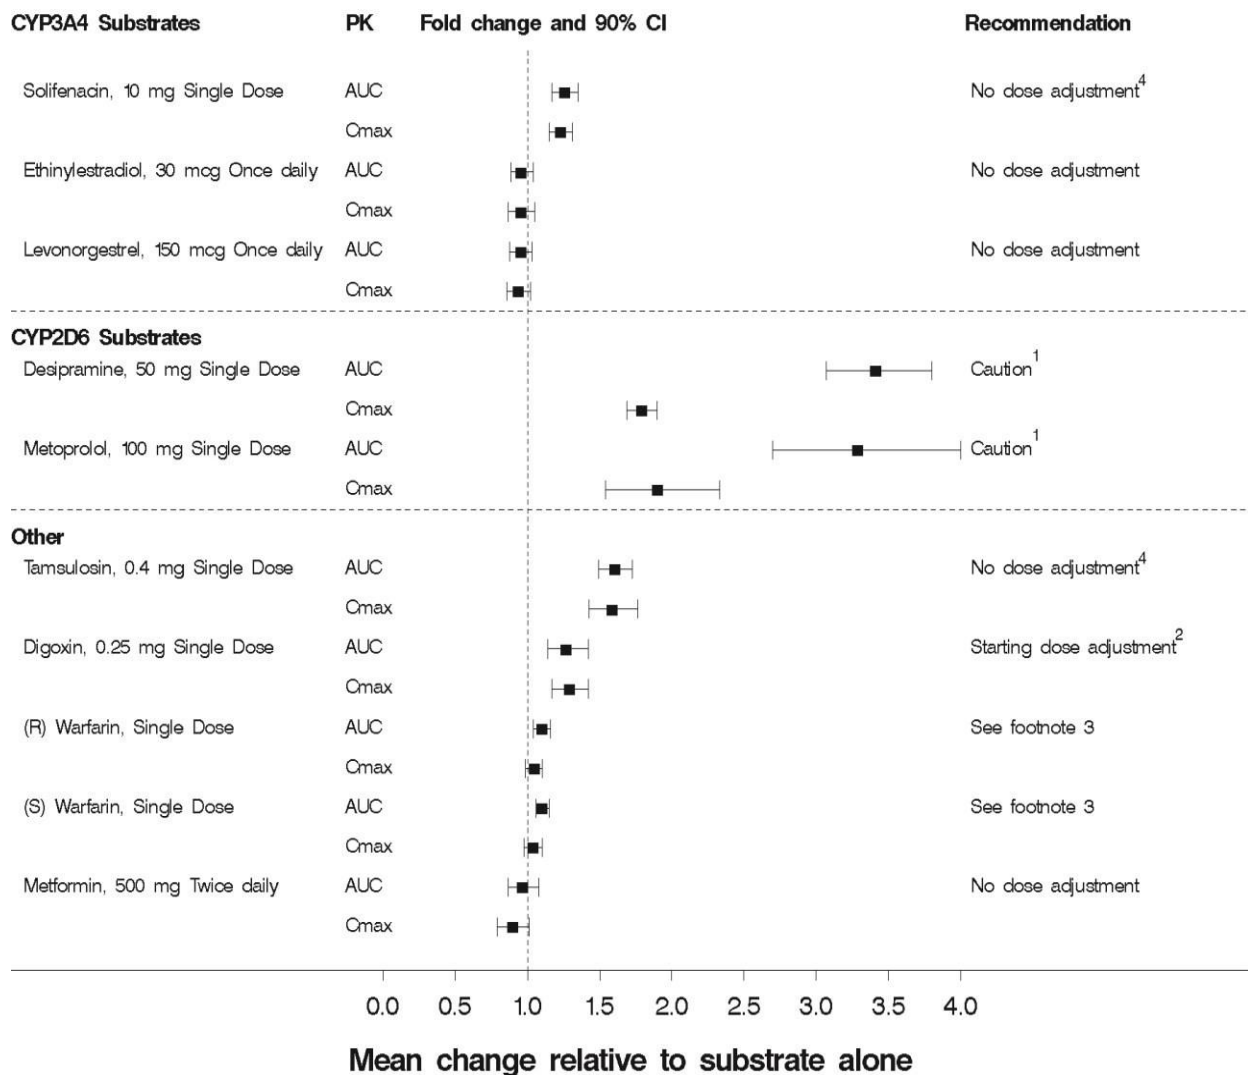 CYP3A4 Substrates PK Fold change and 90% CI Recommendation
Solifenacin, 10 mg Single Dose AUC No dose adjustment4
Cmax
Ethinylestradiol, 30 mcg Once daily AUC No dose adjustment
Cmax
Levonorgestrel, 150 mcg Once daily AUC No dose adjustment
Cmax
CYP2D6 Substrates
Desipramine, 50 mg Single Dose AUC Caution1
Cmax
Metoprolol, 100 mg Single Dose AUC Caution1
Cmax
Other
Tamsulosin, 0.4 mg Single Dose AUC No dose adjustment4
Cmax
Digoxin, 0.25 mg Single Dose AUC Starting dose adjustment2
Cmax
(R) Warfarin, Single Dose AUC See footnote 3
Cmax
(S) Warfarin, Single Dose AUC See footnote 3
Cmax
Metformin, 500 mg Twice daily AUC No dose adjustment
Cmax
0.0 0.5 1.0 1.5 2.0 2.5 3.0 3.5 4.0
Mean change relative to substrate alone